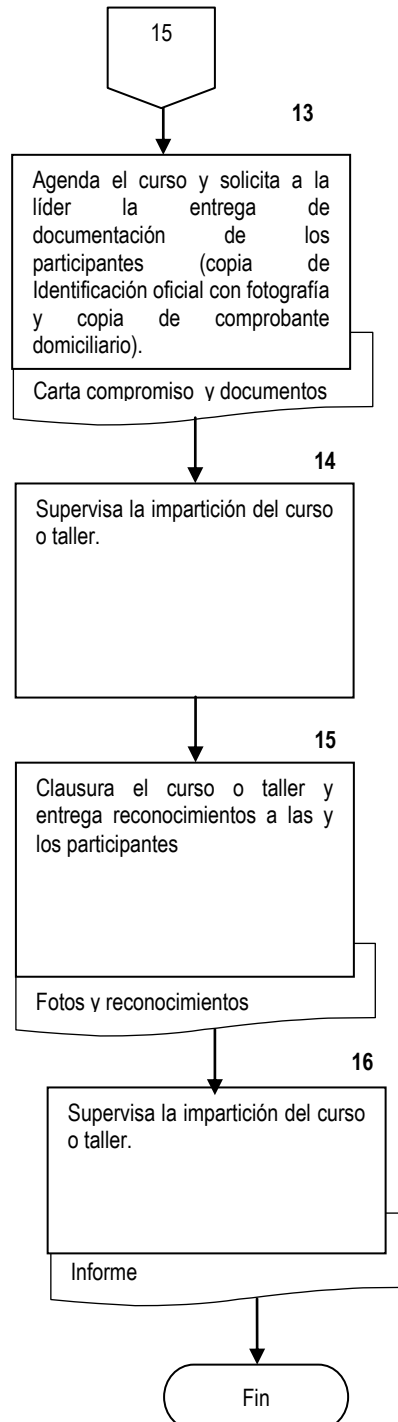 15
13
Agenda el curso y solicita a la
líder la entrega de
documentación de los
participantes (copia de
Identificación oficial con fotografía
y copia de comprobante
domiciliario).
Carta compromiso y documentos
14
Supervisa la impartición del curso
o taller.
15
Clausura el curso o taller y
entrega reconocimientos a las y
los participantes
Fotos y reconocimientos
16
Supervisa la impartición del curso
o taller.
Informe
Fin